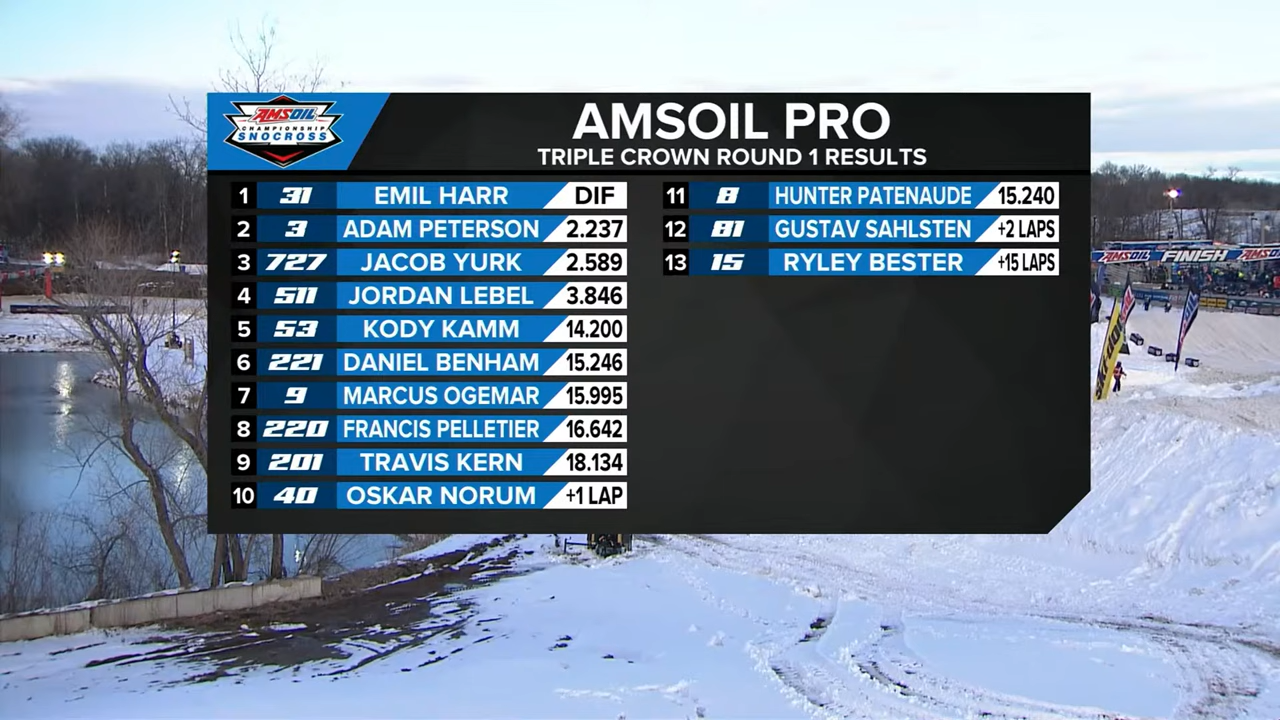 AMSOIL
CHAMPIONSHIP
SNOCROSS
AMSOIL PRO
TRIPLE CROWN ROUND 1 RESULTS
1 31 EMIL HARR DIF
2 3 ADAM PETERSON 2.237
3 727 JACOB YURK 2.589
4 511 JORDAN LEBEL 3.846
5 53 KODY KAMM 14.200
6 221 DANIEL BENHAM 15.246
7 9 MARCUS OGEMAR 15.995
8 220 FRANCIS PELLETIER 16.642
9 201 TRAVIS KERN 18.134
10 40 OSKAR NORUM +1 LAP
11 8 HUNTER PATENAUDE 15.240
12 81 GUSTAV SAHLSTEN +2 LAPS
13 15 RYLEY BESTER +15 LAPS
AMSOIL FINISH AMSOIL